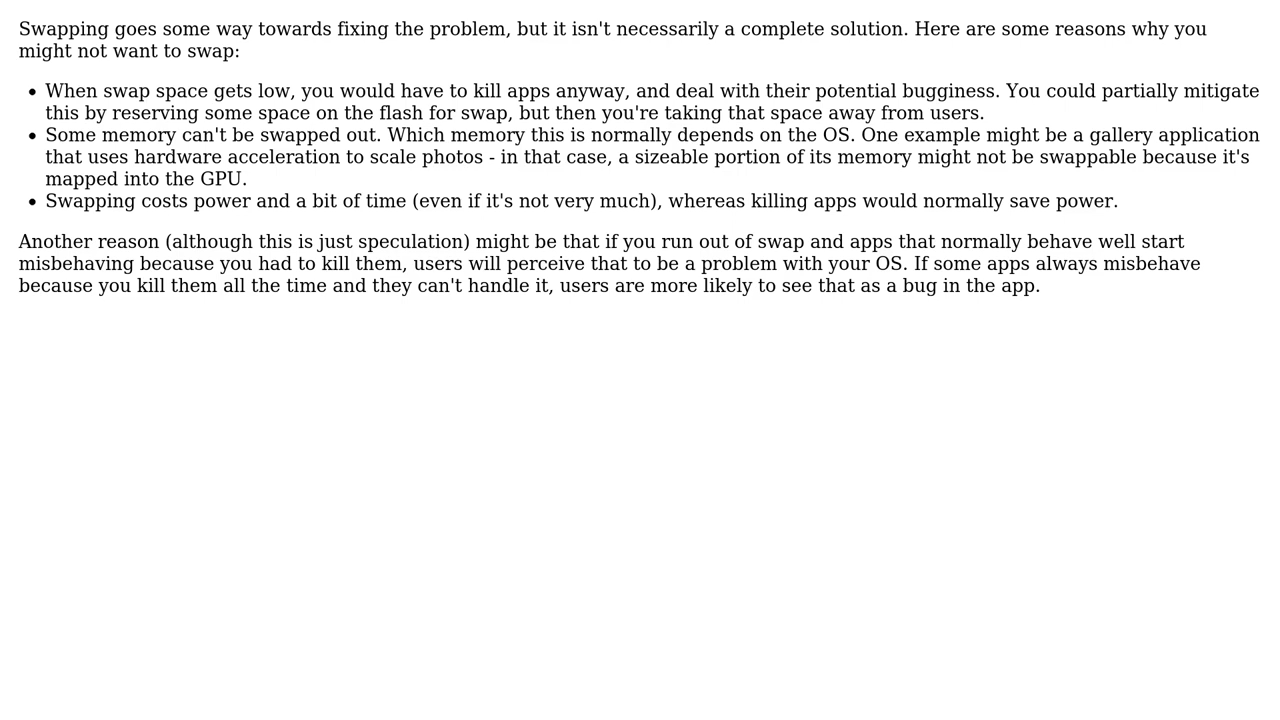 Swapping goes some way towards fixing the problem, but it isn't necessarily a complete solution. Here are some reasons why you
might not want to swap:
• When swap space gets low, you would have to kill apps anyway, and deal with their potential bugginess. You could partially mitigate
this by reserving some space on the flash for swap, but then you're taking that space away from users.
• Some memory can't be swapped out. Which memory this is normally depends on the OS. One example might be a gallery application
that uses hardware acceleration to scale photos - in that case, a sizeable portion of its memory might not be swappable because it's
mapped into the GPU.
• Swapping costs power and a bit of time (even if it's not very much), whereas killing apps would normally save power.
Another reason (although this is just speculation) might be that if you run out of swap and apps that normally behave well start
misbehaving because you had to kill them, users will perceive that to be a problem with your OS. If some apps always misbehave
because you kill them all the time and they can't handle it, users are more likely to see that as a bug in the app.